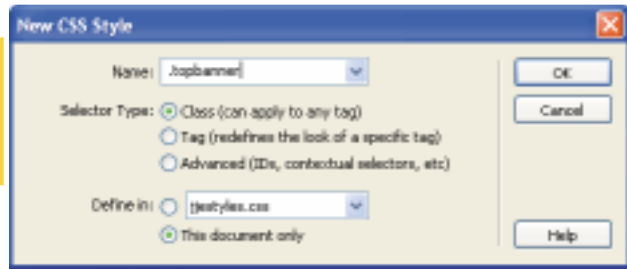 New CSS Style
Name: .topbanner
OK
Selector Type: Class (can apply to any tag)
Cancel
Tag (redefines the look of a specific tag)
Advanced (IDs, contextual selectors, etc)
Define in: jjestyles.css
This document only
Help